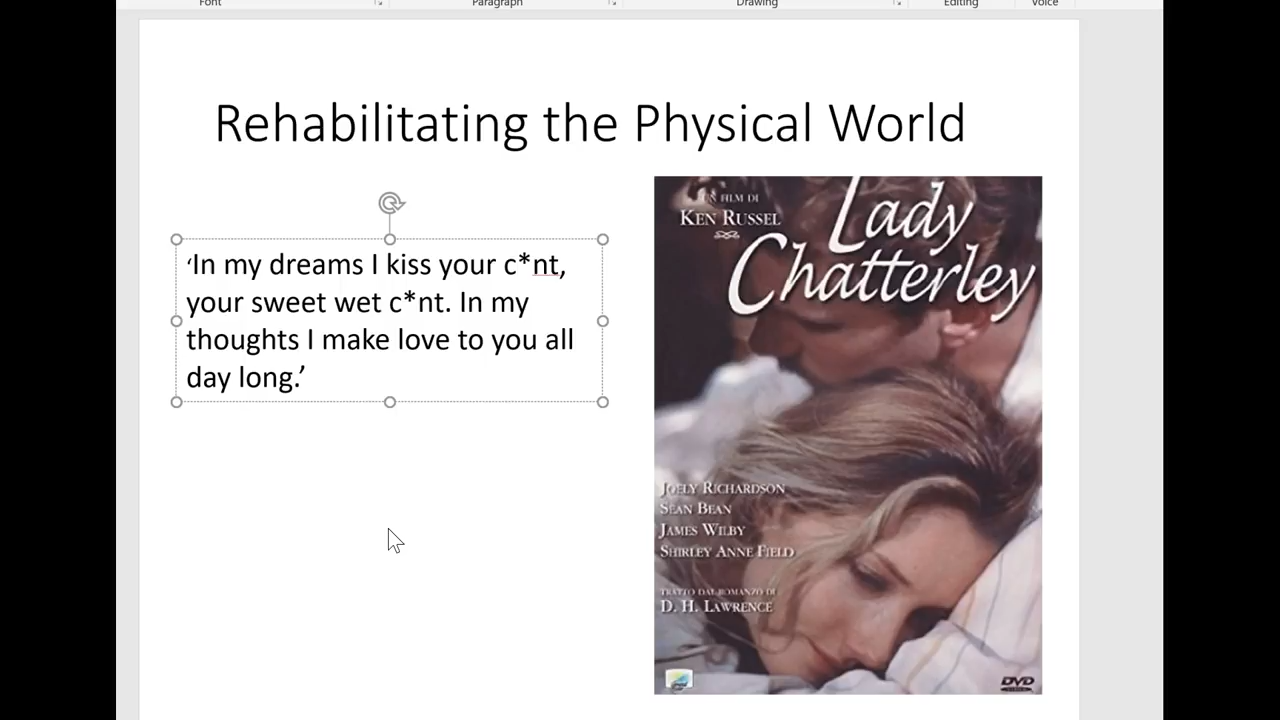 Font Paragraph Drawing Editing Voice
Rehabilitating the Physical World
‘In my dreams I kiss your c*nt,
your sweet wet c*nt. In my
thoughts I make love to you all
day long.’
UN FILM DI
KEN RUSSEL
Lady
Chatterley
JOELY RICHARDSON
SEAN BEAN
JAMES WILBY
SHIRLEY ANNE FIELD
TRATTO DAL ROMANZO DI
D. H. LAWRENCE
DVD